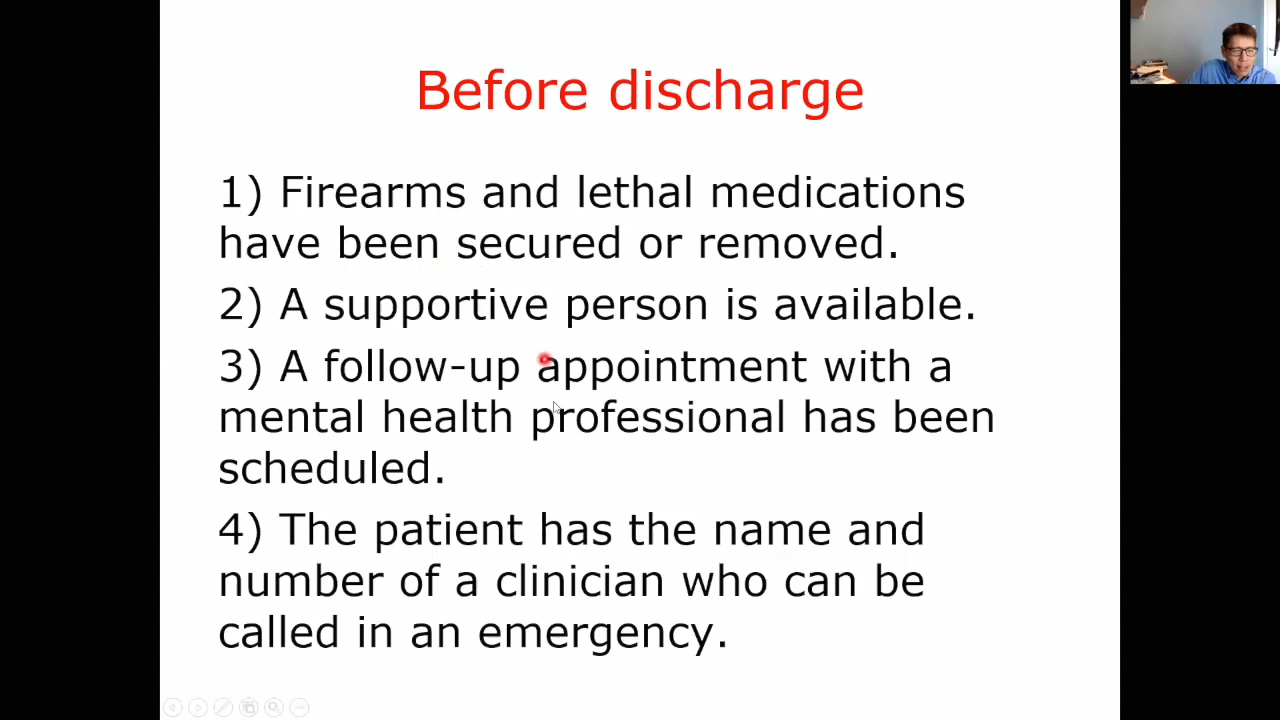 Before discharge
1) Firearms and lethal medications
have been secured or removed.
2) A supportive person is available.
3) A follow-up appointment with a
mental health professional has been
scheduled.
4) The patient has the name and
number of a clinician who can be
called in an emergency.